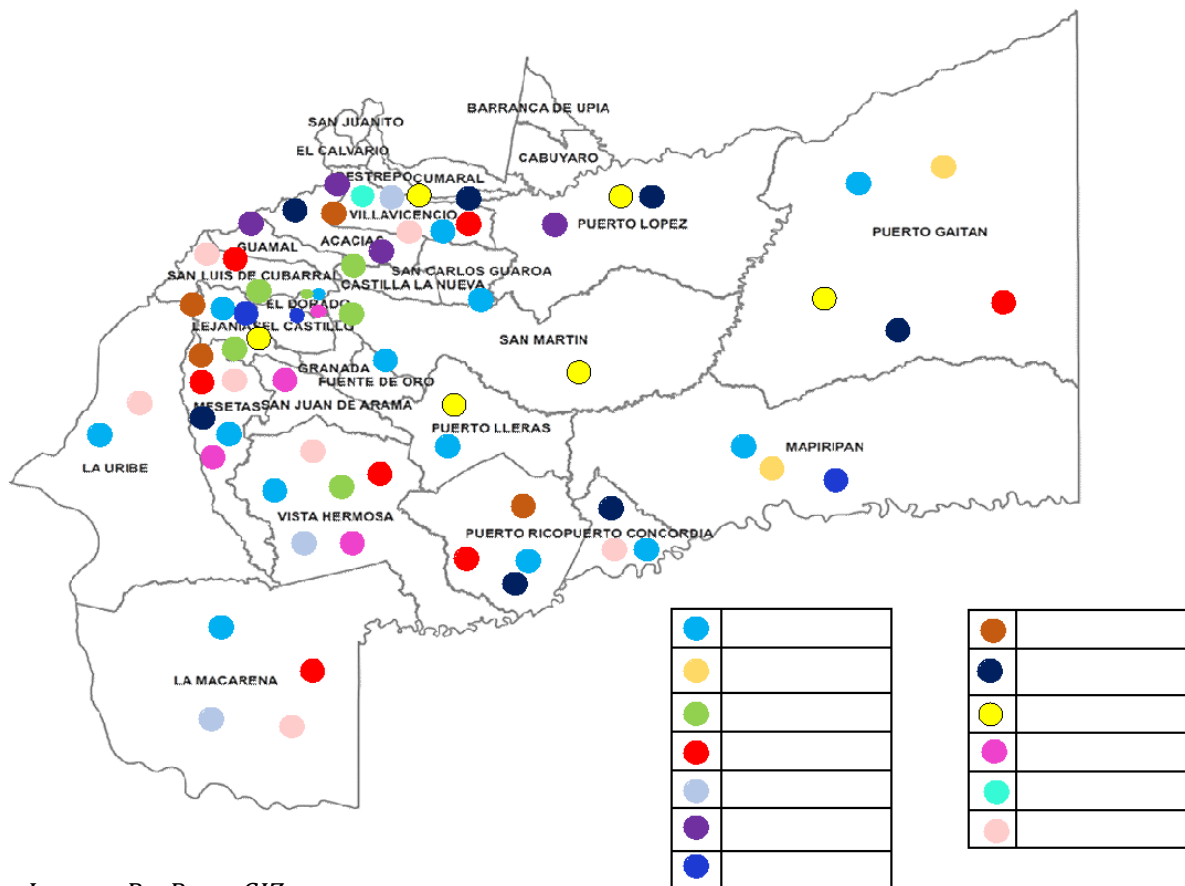 BARRANCA DE UPIA
SAN JUANITO
EL CALVARIO
CABUYARO
ESTREPO CUMARAL
VILLAVICENCIO
PUERTO LOPEZ
PUERTO GAITAN
ACACIAS
GUAMAL
SAN LUIS DE CUBARRAL
SAN CARLOS GUAROA
CASTILLA LA NUEVA
EL DORADO
LEJANIAS EL CASTILLO
SAN MARTIN
GRANADA
FUENTE DE ORO
MESETAS SAN JUAN DE ARAMA
PUERTO LLERAS
MAPIRIPAN
LA URIBE
VISTA HERMOSA
PUERTO RICO PUERTO CONCORDIA
LA MACARENA